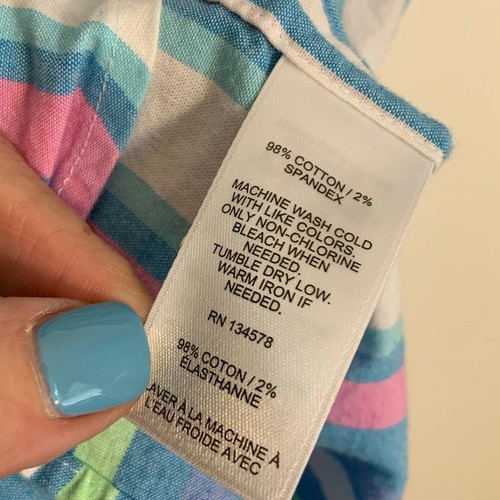 98% COTTON / 2%
SPANDEX
MACHINE WASH COLD
WITH LIKE COLORS.
ONLY NON-CHLORINE
BLEACH WHEN
NEEDED.
TUMBLE DRY LOW.
WARM IRON IF
NEEDED.
RN 134578
98% COTON / 2%
ÉLASTHANNE
LAVER À LA MACHINE À
L'EAU FROIDE AVEC